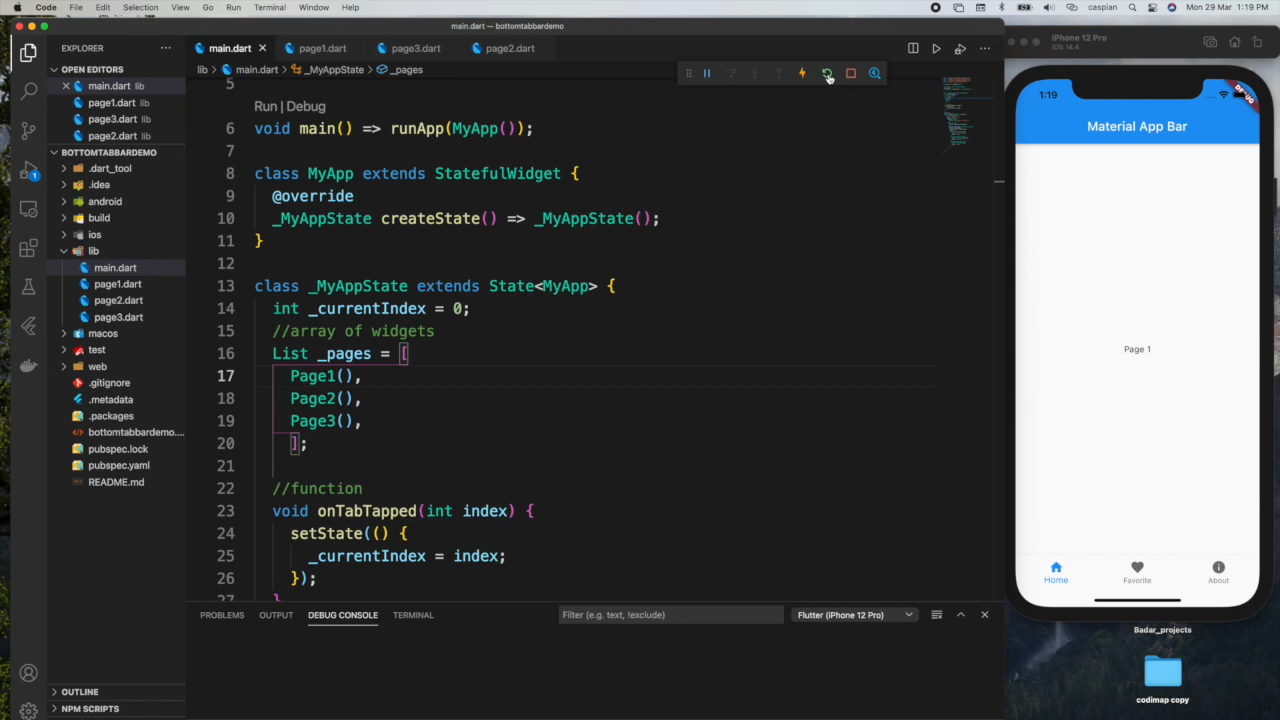 Code File Edit Selection View Go Run Terminal Window Help
caspian Mon 29 Mar 1:19 PM
main.dart — bottomtabbardemo
EXPLORER
OPEN EDITORS
main.dart lib
page1.dart lib
page3.dart lib
page2.dart lib
BOTTOMTABBARDEMO
.dart_tool
.idea
android
build
ios
lib
main.dart
page1.dart
page2.dart
page3.dart
macos
test
web
.gitignore
.metadata
.packages
bottomtabbardemo....
pubspec.lock
pubspec.yaml
README.md
OUTLINE
NPM SCRIPTS
1
main.dart page1.dart page3.dart page2.dart
lib main.dart _MyAppState _pages
5
Run | Debug
6 void main() => runApp(MyApp());
7
8 class MyApp extends StatefulWidget {
9 @override
10 _MyAppState createState() => _MyAppState();
11 }
12
13 class _MyAppState extends State<MyApp> {
14 int _currentIndex = 0;
15 //array of widgets
16 List _pages = [
17 Page1(),
18 Page2(),
19 Page3(),
20 ];
21
22 //function
23 void onTabTapped(int index) {
24 setState(() {
25 _currentIndex = index;
26 });
27 }
PROBLEMS OUTPUT DEBUG CONSOLE TERMINAL
Filter (e.g. text, !exclude)
Flutter (iPhone 12 Pro)
iPhone 12 Pro
iOS 14.4
1:19
DEBUG
Material App Bar
Page 1
Home Favorite About
Badar_projects
codimap copy